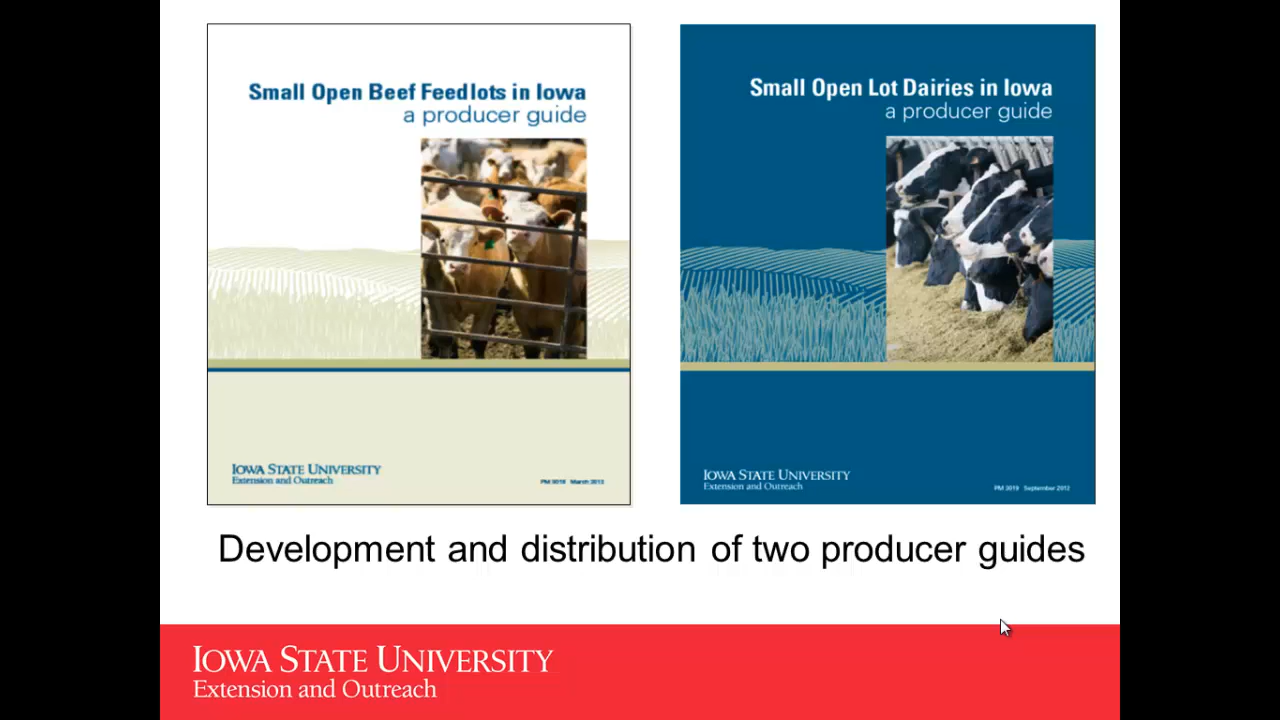 Small Open Beef Feedlots in Iowa
a producer guide
IOWA STATE UNIVERSITY
Extension and Outreach
Small Open Lot Dairies in Iowa
a producer guide
IOWA STATE UNIVERSITY
Extension and Outreach
PM 3019 September 2012
Development and distribution of two producer guides
IOWA STATE UNIVERSITY
Extension and Outreach